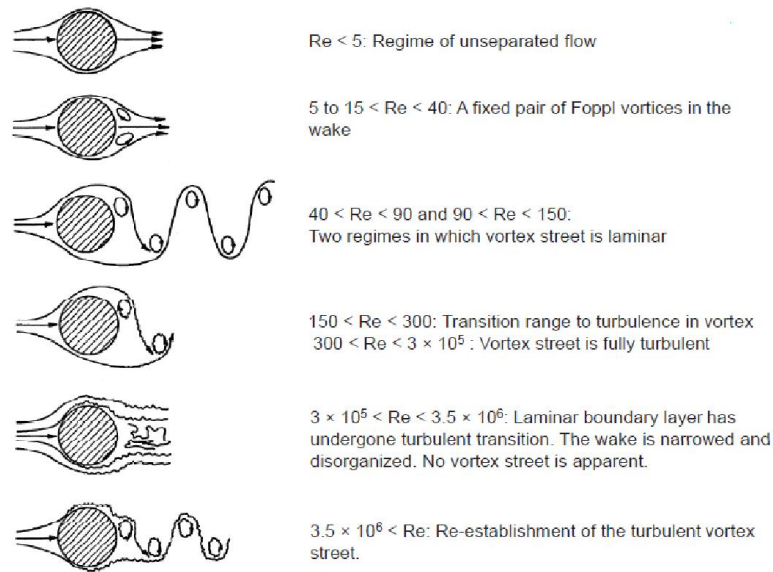 Re < 5: Regime of unseparated flow
5 to 15 < Re < 40: A fixed pair of Foppl vortices in the
wake
40 < Re < 90 and 90 < Re < 150:
Two regimes in which vortex street is laminar
150 < Re < 300: Transition range to turbulence in vortex
300 < Re < 3 × 10⁵ : Vortex street is fully turbulent
3 × 10⁵ < Re < 3.5 × 10⁶: Laminar boundary layer has
undergone turbulent transition. The wake is narrowed and
disorganized. No vortex street is apparent.
3.5 × 10⁶ < Re: Re-establishment of the turbulent vortex
street.